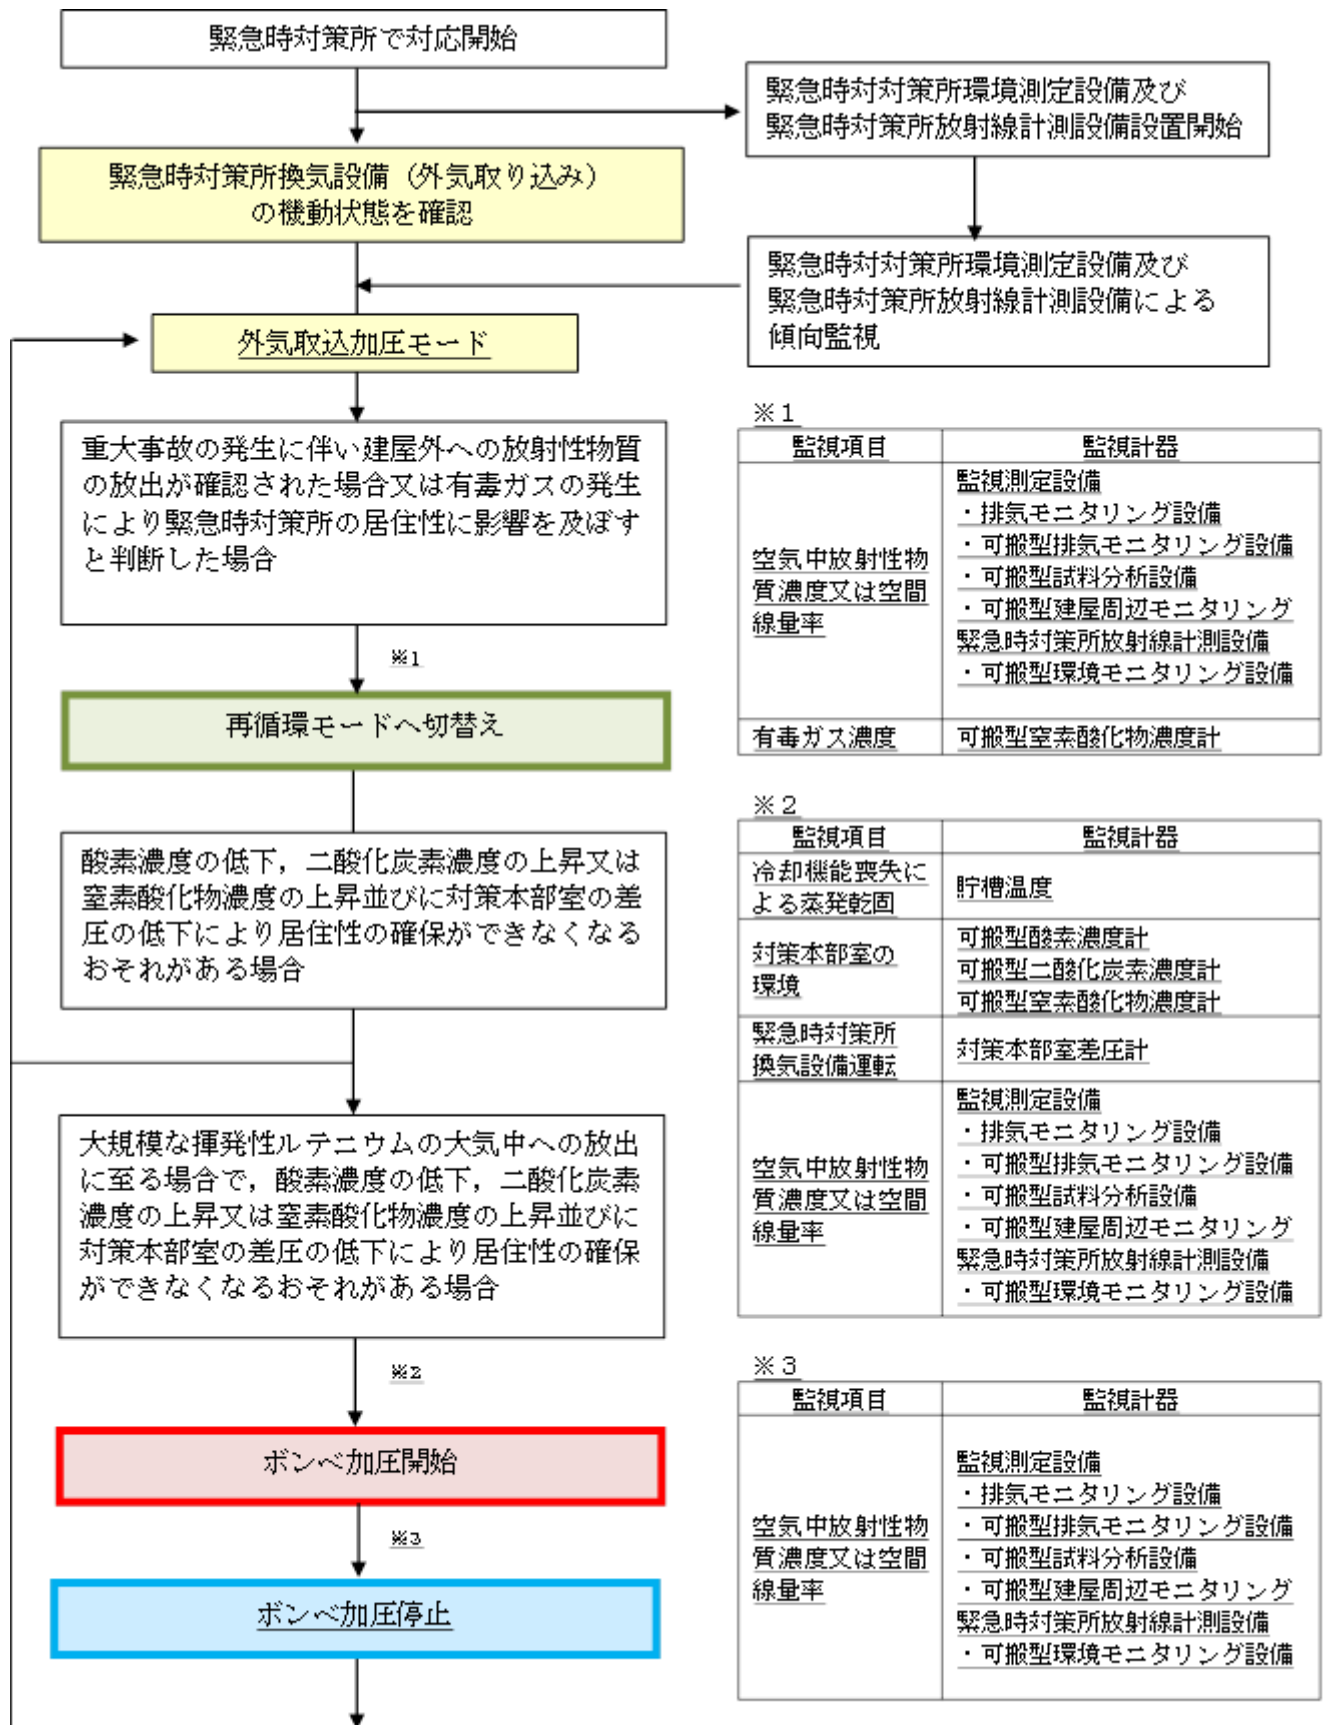 緊急時対策所で対応開始
緊急時対対策所環境測定設備及び
緊急時対策所放射線計測設備設置開始
緊急時対策所換気設備（外気取り込み）
の機動状態を確認
緊急時対対策所環境測定設備及び
緊急時対策所放射線計測設備による
傾向監視
外気取込加圧モード
重大事故の発生に伴い建屋外への放射性物質
の放出が確認された場合又は有毒ガスの発生
により緊急時対策所の居住性に影響を及ぼす
と判断した場合
※1
再循環モードへ切替え
酸素濃度の低下，二酸化炭素濃度の上昇又は
窒素酸化物濃度の上昇並びに対策本部室の差
圧の低下により居住性の確保ができなくなる
おそれがある場合
大規模な揮発性ルテニウムの大気中への放出
に至る場合で，酸素濃度の低下，二酸化炭素
濃度の上昇又は窒素酸化物濃度の上昇並びに
対策本部室の差圧の低下により居住性の確保
ができなくなるおそれがある場合
※2
ボンベ加圧開始
※3
ボンベ加圧停止
※１
監視項目
監視計器
空気中放射性物
質濃度又は空間
線量率
監視測定設備
・排気モニタリング設備
・可搬型排気モニタリング設備
・可搬型試料分析設備
・可搬型建屋周辺モニタリング
緊急時対策所放射線計測設備
・可搬型環境モニタリング設備
有毒ガス濃度
可搬型窒素酸化物濃度計
※２
監視項目
監視計器
冷却機能喪失に
よる蒸発乾固
貯槽温度
対策本部室の
環境
可搬型酸素濃度計
可搬型二酸化炭素濃度計
可搬型窒素酸化物濃度計
緊急時対策所
換気設備運転
対策本部室差圧計
空気中放射性物
質濃度又は空間
線量率
監視測定設備
・排気モニタリング設備
・可搬型排気モニタリング設備
・可搬型試料分析設備
・可搬型建屋周辺モニタリング
緊急時対策所放射線計測設備
・可搬型環境モニタリング設備
※３
監視項目
監視計器
空気中放射性物
質濃度又は空間
線量率
監視測定設備
・排気モニタリング設備
・可搬型排気モニタリング設備
・可搬型試料分析設備
・可搬型建屋周辺モニタリング
緊急時対策所放射線計測設備
・可搬型環境モニタリング設備